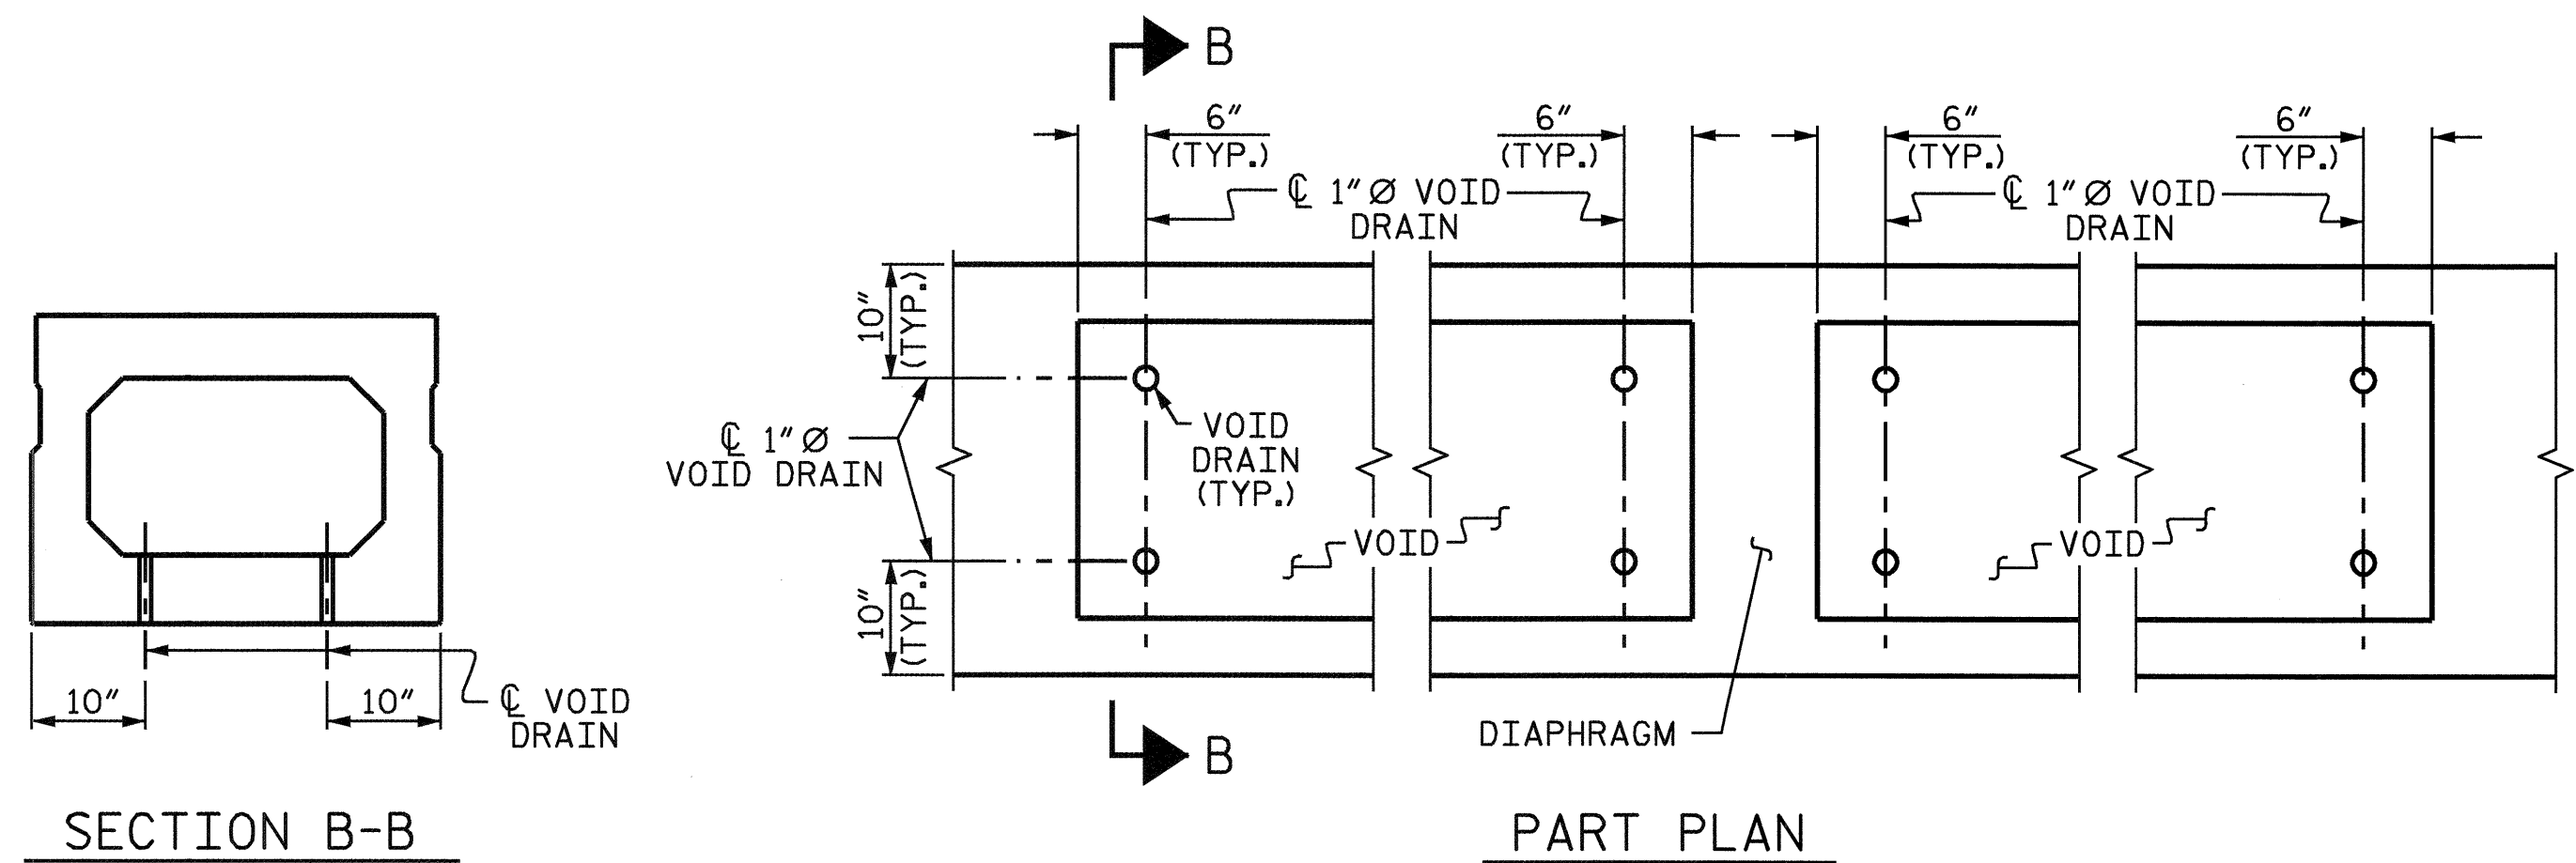 B
6"
(TYP.)
6"
(TYP.)
6"
(TYP.)
6"
(TYP.)
℄ 1" Ø VOID
DRAIN
℄ 1" Ø VOID
DRAIN
10"
(TYP.)
℄ 1" Ø
VOID DRAIN
VOID
DRAIN
(TYP.)
VOID
VOID
10"
(TYP.)
10"
10"
℄ VOID
DRAIN
DIAPHRAGM
B
SECTION B-B
PART PLAN